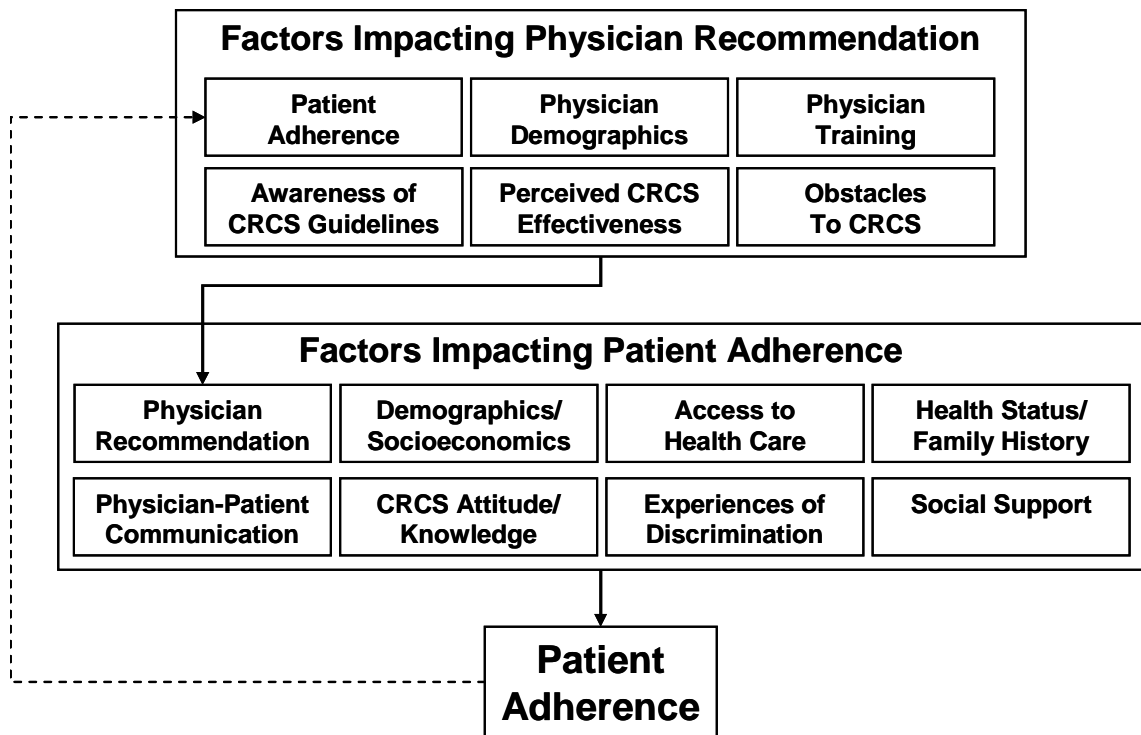 Factors Impacting Physician Recommendation
Patient
Adherence
Physician
Demographics
Physician
Training
Awareness of
CRCS Guidelines
Perceived CRCS
Effectiveness
Obstacles
To CRCS
Factors Impacting Patient Adherence
Physician
Recommendation
Demographics/
Socioeconomics
Access to
Health Care
Health Status/
Family History
Physician-Patient
Communication
CRCS Attitude/
Knowledge
Experiences of
Discrimination
Social Support
Patient
Adherence